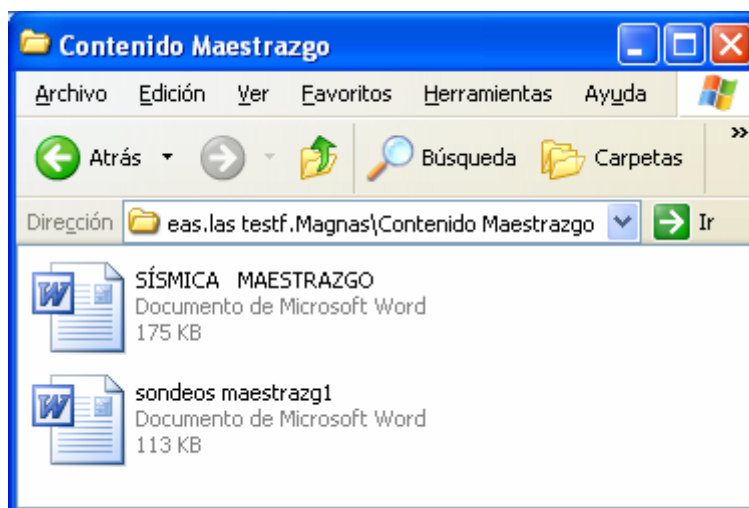 Contenido Maestrazgo
Archivo Edición Ver Favoritos Herramientas Ayuda
Atrás Búsqueda Carpetas »
Dirección eas.las testf.Magnas\Contenido Maestrazgo Ir
SÍSMICA MAESTRAZGO
Documento de Microsoft Word
175 KB
sondeos maestrazg1
Documento de Microsoft Word
113 KB